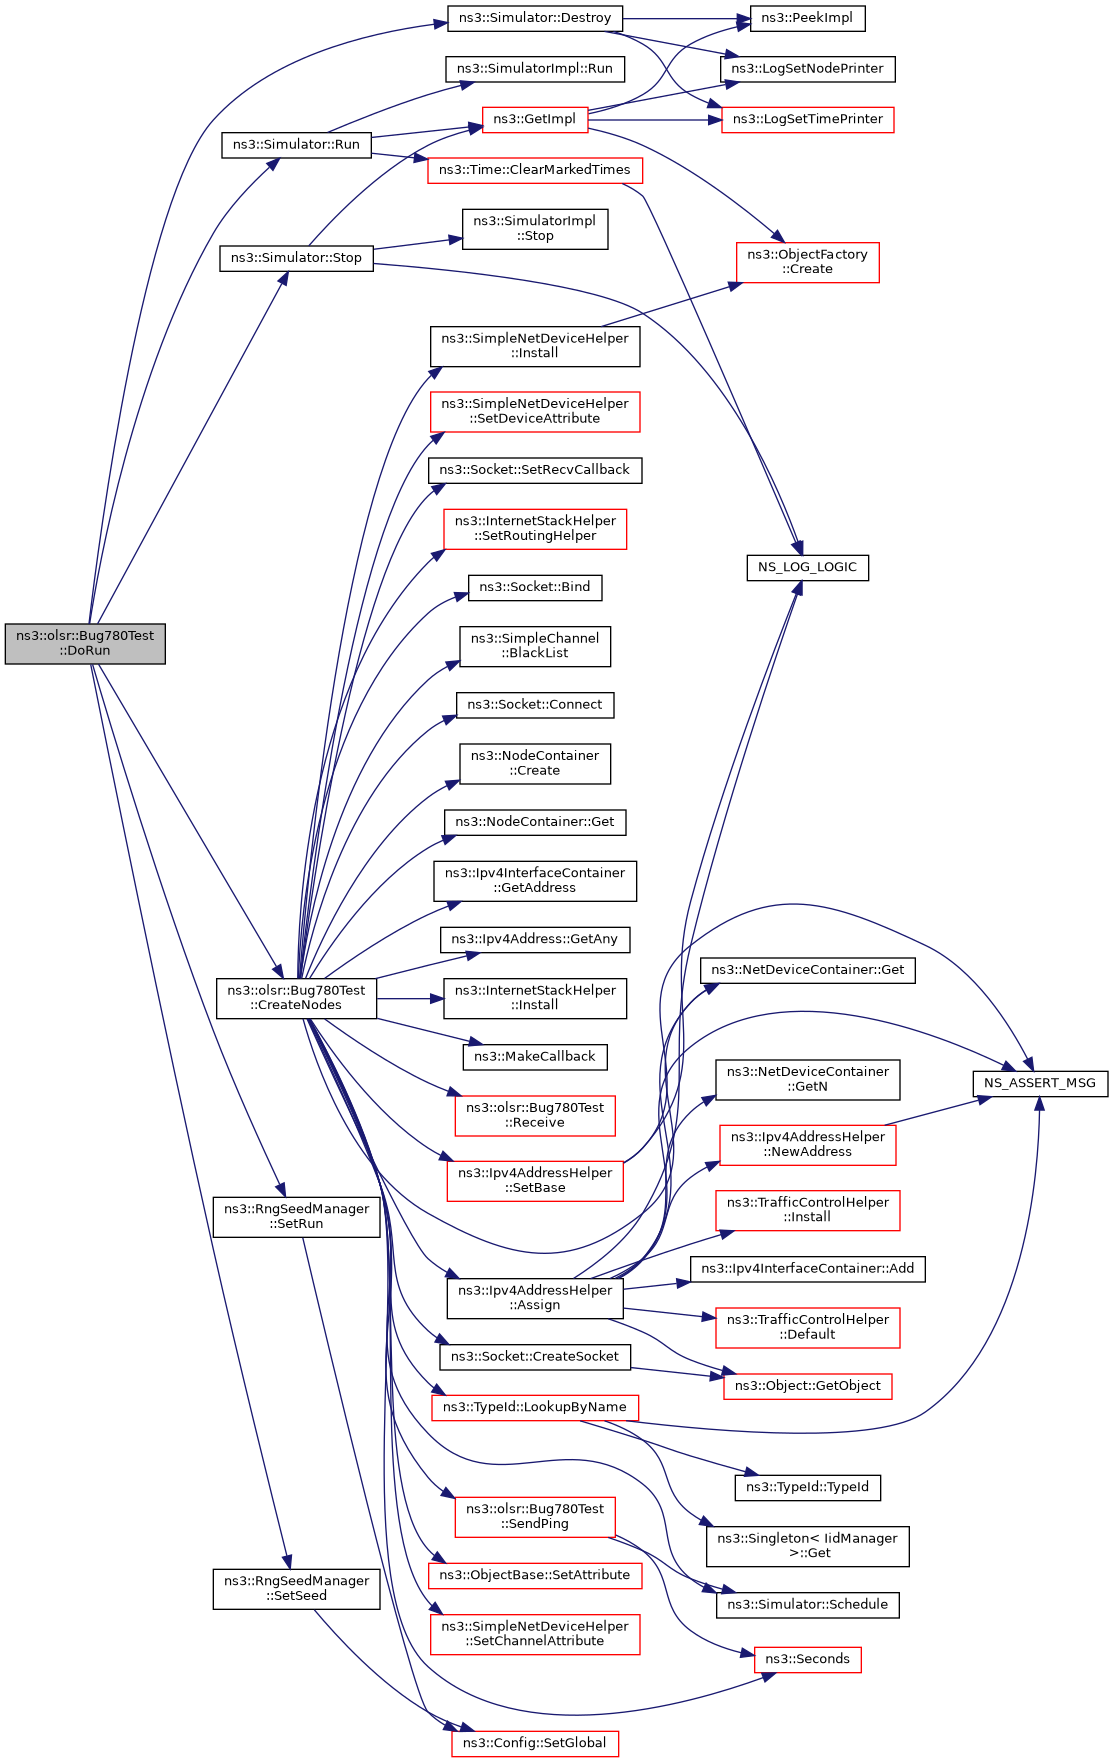 ns3::Simulator::Destroy
ns3::PeekImpl
ns3::SimulatorImpl::Run
ns3::LogSetNodePrinter
ns3::GetImpl
ns3::LogSetTimePrinter
ns3::Simulator::Run
ns3::Time::ClearMarkedTimes
ns3::SimulatorImpl
::Stop
ns3::Simulator::Stop
ns3::ObjectFactory
::Create
ns3::SimpleNetDeviceHelper
::Install
ns3::SimpleNetDeviceHelper
::SetDeviceAttribute
ns3::Socket::SetRecvCallback
ns3::InternetStackHelper
::SetRoutingHelper
NS_LOG_LOGIC
ns3::Socket::Bind
ns3::olsr::Bug780Test
::DoRun
ns3::SimpleChannel
::BlackList
ns3::Socket::Connect
ns3::NodeContainer
::Create
ns3::NodeContainer::Get
ns3::Ipv4InterfaceContainer
::GetAddress
ns3::Ipv4Address::GetAny
ns3::NetDeviceContainer::Get
ns3::olsr::Bug780Test
::CreateNodes
ns3::InternetStackHelper
::Install
ns3::MakeCallback
ns3::NetDeviceContainer
::GetN
NS_ASSERT_MSG
ns3::olsr::Bug780Test
::Receive
ns3::Ipv4AddressHelper
::NewAddress
ns3::Ipv4AddressHelper
::SetBase
ns3::RngSeedManager
::SetRun
ns3::TrafficControlHelper
::Install
ns3::Ipv4InterfaceContainer::Add
ns3::Ipv4AddressHelper
::Assign
ns3::TrafficControlHelper
::Default
ns3::Socket::CreateSocket
ns3::Object::GetObject
ns3::TypeId::LookupByName
ns3::TypeId::TypeId
ns3::olsr::Bug780Test
::SendPing
ns3::Singleton< IidManager
>::Get
ns3::ObjectBase::SetAttribute
ns3::RngSeedManager
::SetSeed
ns3::Simulator::Schedule
ns3::SimpleNetDeviceHelper
::SetChannelAttribute
ns3::Seconds
ns3::Config::SetGlobal